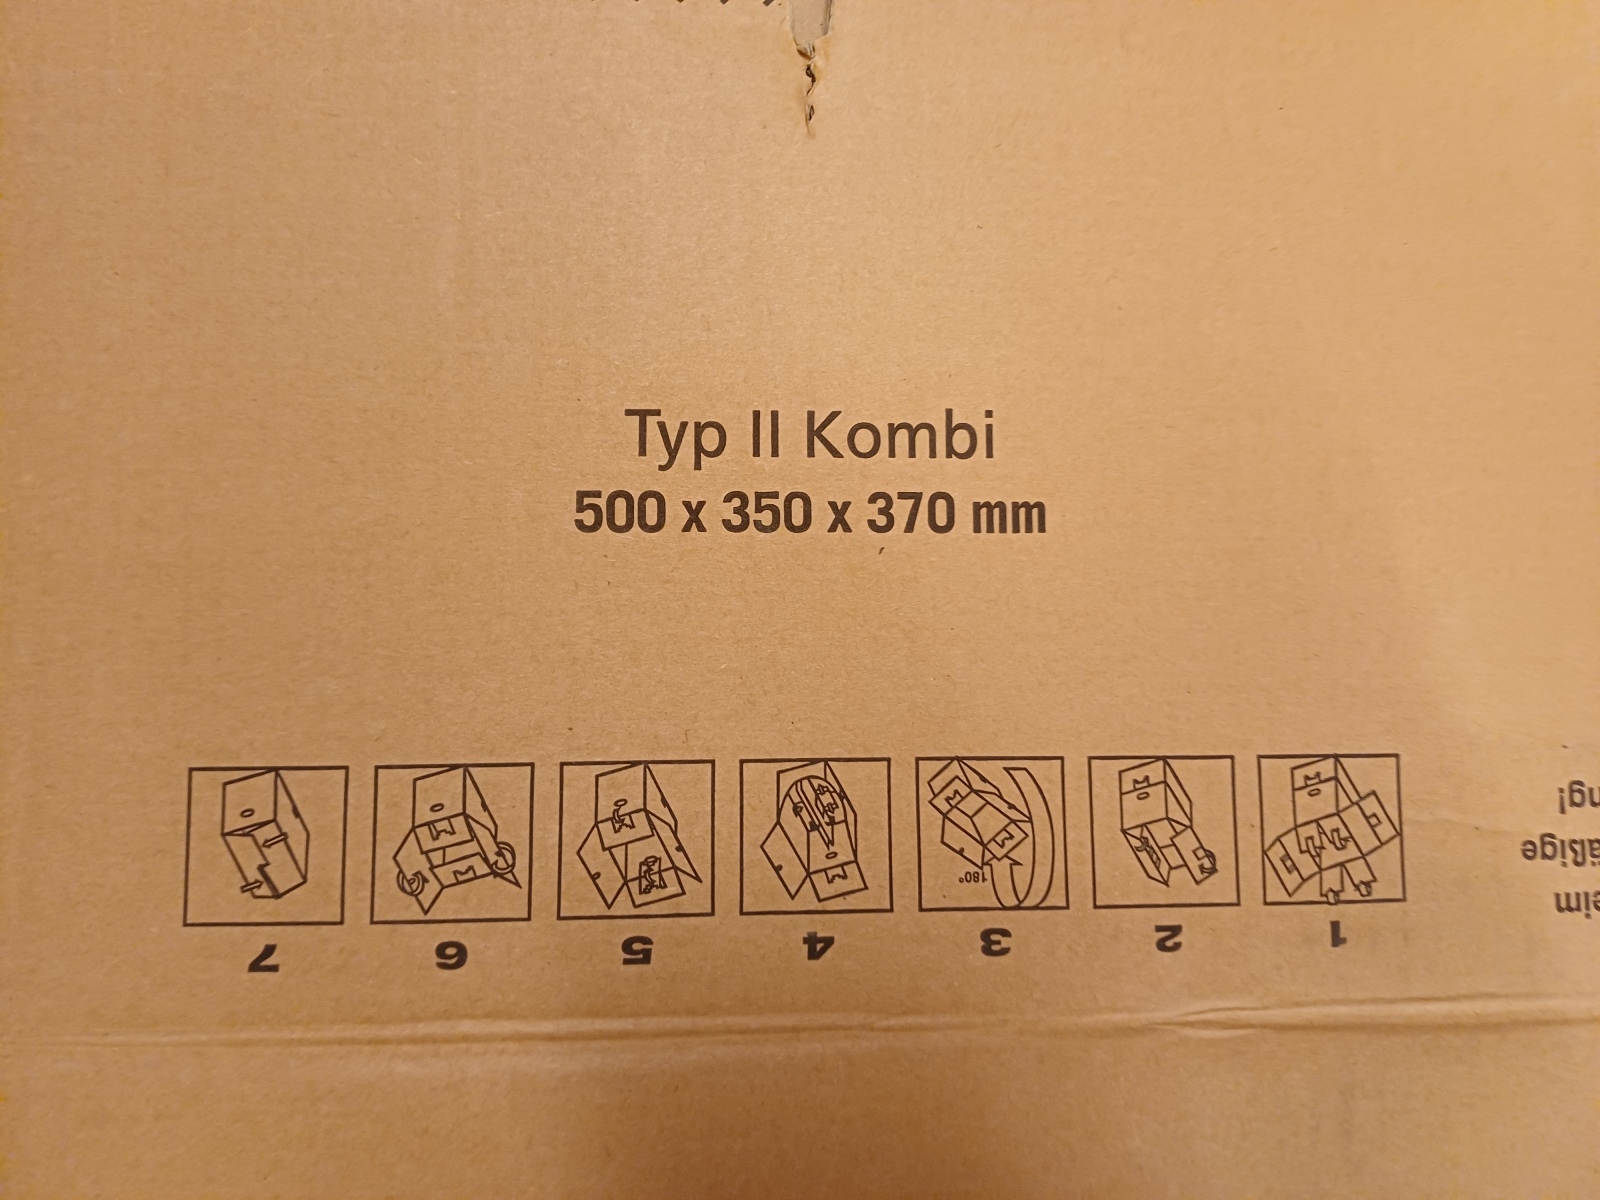 Typ II Kombi
500 x 350 x 370 mm
180°
1 2 3 4 5 6 7